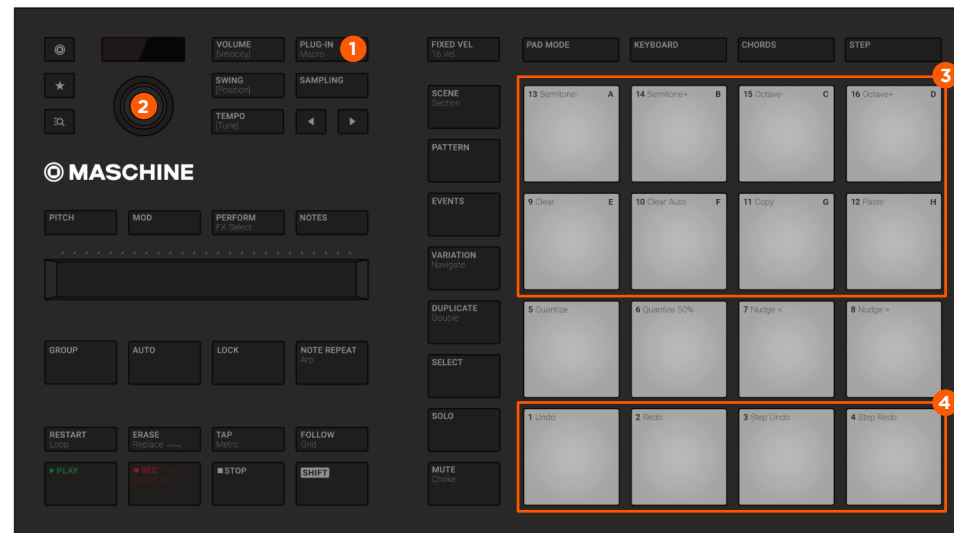 VOLUME
[Velocity]
PLUG-IN
Macro
1
SWING
[Position]
SAMPLING
2
TEMPO
[Tune]
MASCHINE
PITCH
MOD
PERFORM
FX Select
NOTES
GROUP
AUTO
LOCK
NOTE REPEAT
Arp
RESTART
Loop
ERASE
Replace
TAP
Metro
FOLLOW
Grid
PLAY
REC
Count-in
STOP
SHIFT
FIXED VEL
16 Vel
PAD MODE
KEYBOARD
CHORDS
STEP
3
SCENE
Section
PATTERN
EVENTS
VARIATION
Navigate
DUPLICATE
Double
SELECT
SOLO
MUTE
Choke
13 Semitone- A
14 Semitone+ B
15 Octave- C
16 Octave+ D
9 Clear E
10 Clear Auto F
11 Copy G
12 Paste H
5 Quantize
6 Quantize 50%
7 Nudge <
8 Nudge >
4
1 Undo
2 Redo
3 Step Undo
4 Step Redo